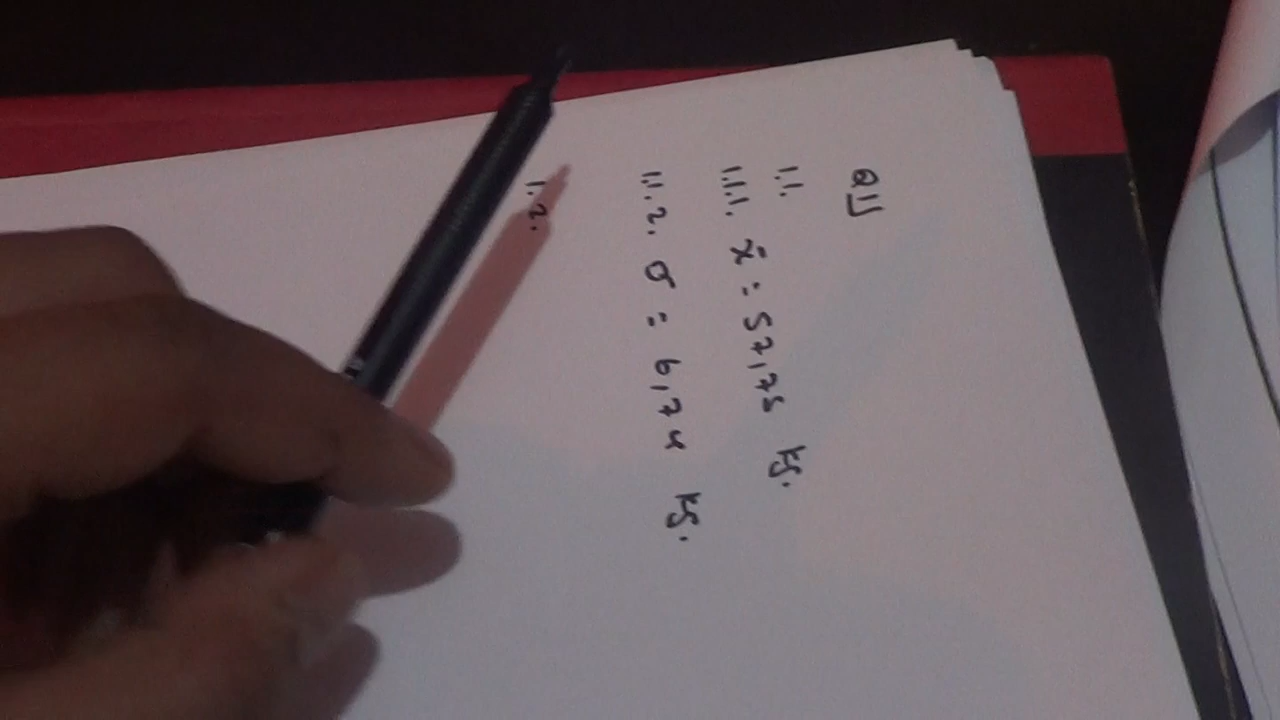 Q1
1.1.
1.1.1. x̄ = 57,75 kg.
1.1.2. σ = 6,74 kg.
1.2.